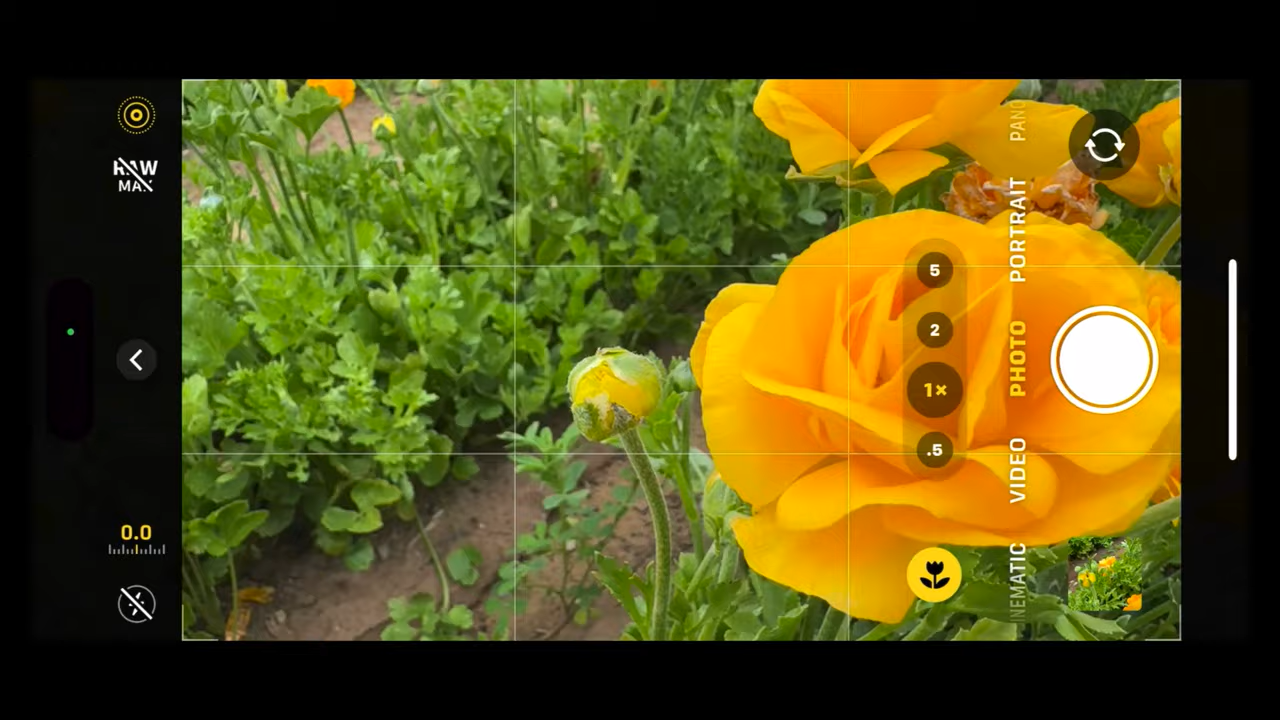 RAW
MAX
0.0
5
2
1×
.5
PANO
PORTRAIT
PHOTO
VIDEO
NEMATIC